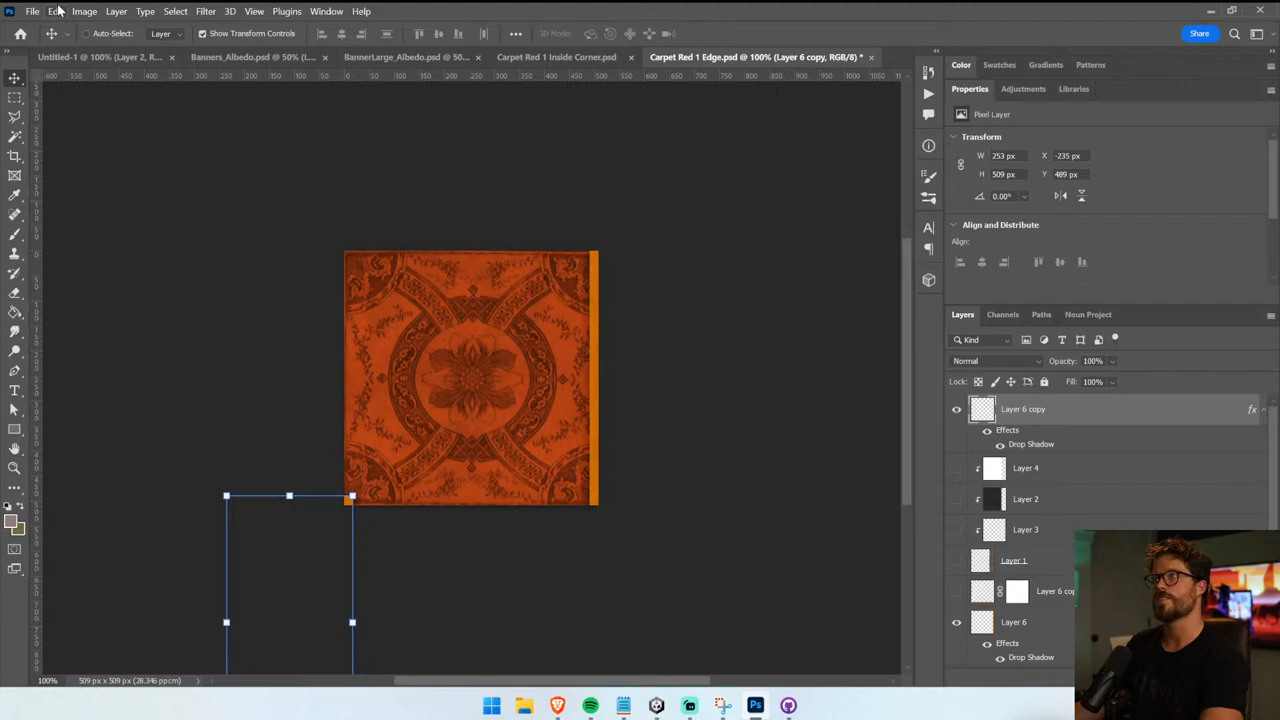 Ps File Edit Image Layer Type Select Filter 3D View Plugins Window Help
Auto-Select: Layer Show Transform Controls 3D Mode: Share
Untitled-1 @ 100% (Layer 2, R... × Banners_Albedo.psd @ 50% (l... × BannerLarge_Albedo.psd @ 50... × Carpet Red 1 Inside Corner.psd × Carpet Red 1 Edge.psd @ 100% (Layer 6 copy, RGB/8) * ×
Color Swatches Gradients Patterns
Properties Adjustments Libraries
Pixel Layer
Transform
W 253 px X -235 px
H 509 px Y 489 px
0.00°
Align and Distribute
Align:
Layers Channels Paths Noun Project
Kind
Normal Opacity: 100%
Lock: Fill: 100%
Layer 6 copy fx
Effects
Drop Shadow
Layer 4
Layer 2
Layer 3
Layer 1
Layer 6 cop
Layer 6
Effects
Drop Shadow
100% 509 px x 509 px (28.346 ppcm)
Ps